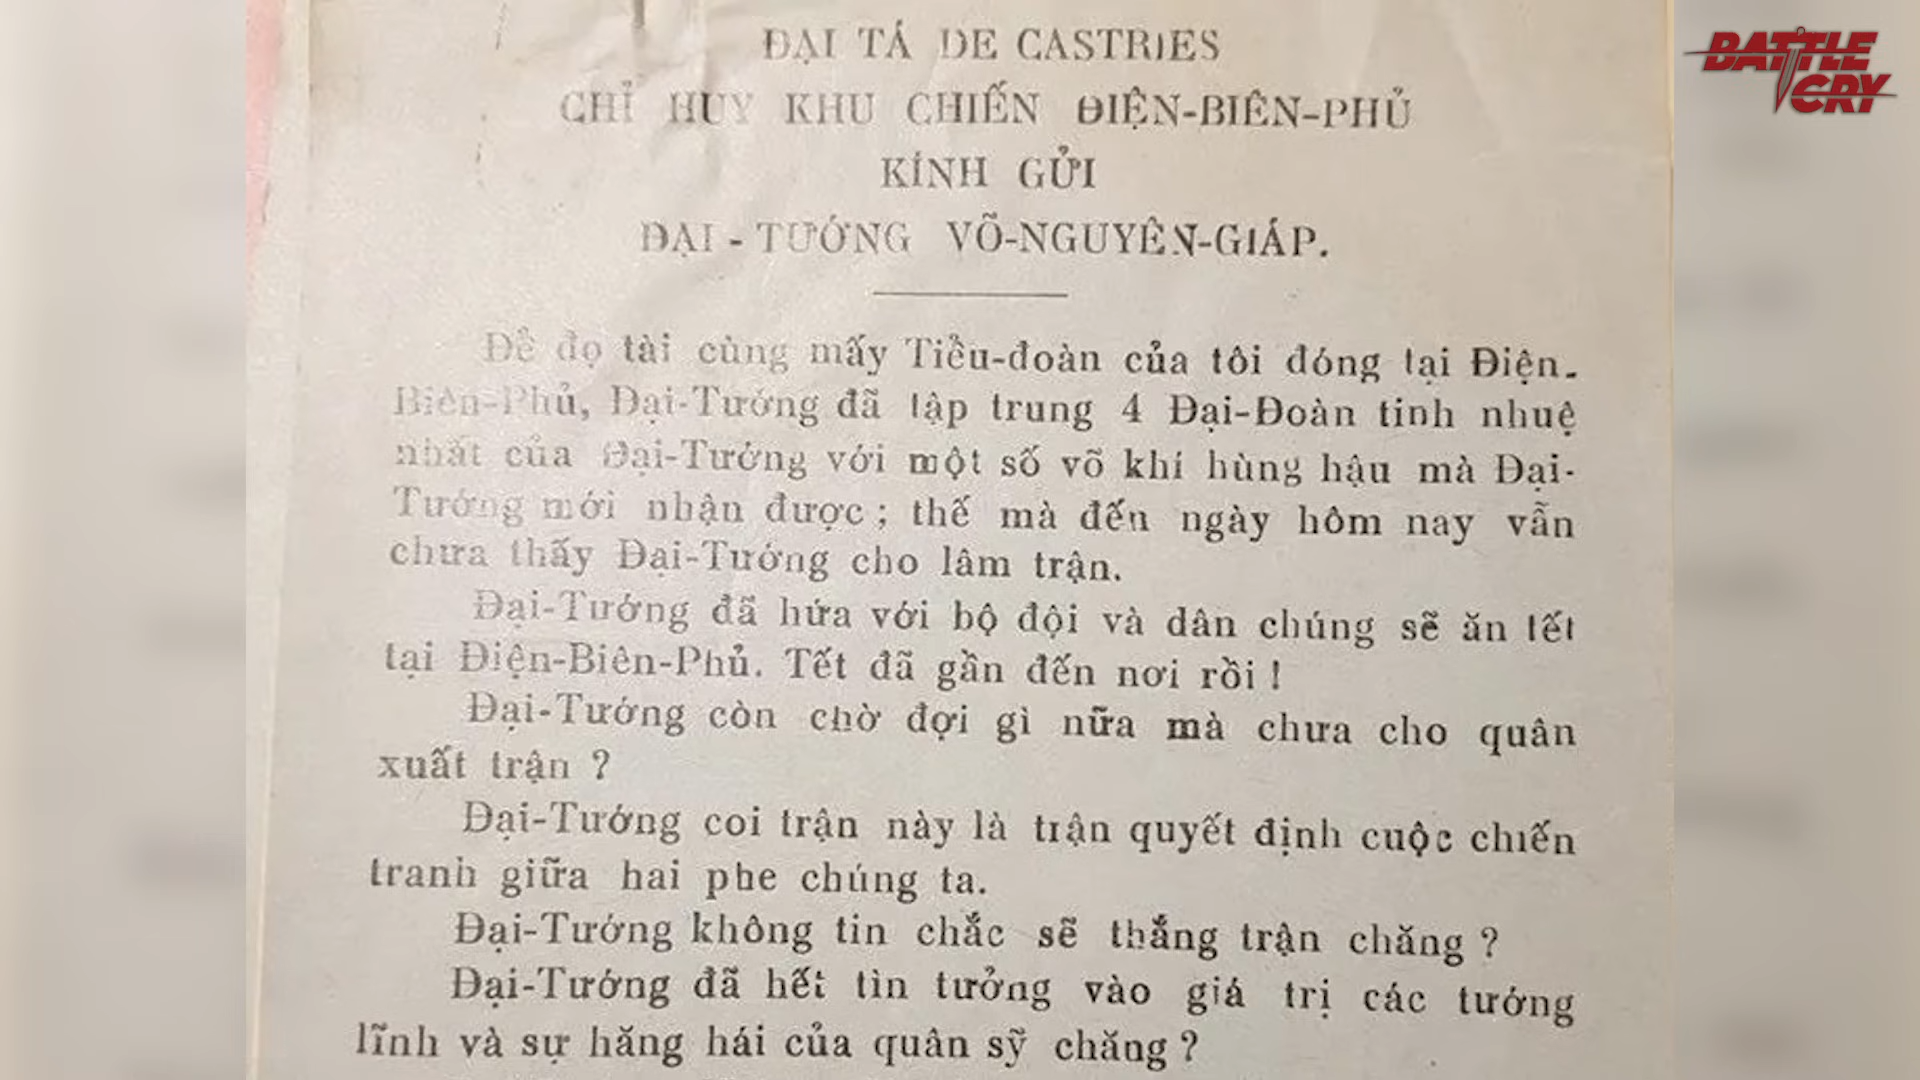 BATTLE
CRY
ĐẠI TÁ DE CASTRIES
CHỈ HUY KHU CHIẾN ĐIỆN-BIÊN-PHỦ
KÍNH GỬI
ĐẠI - TƯỚNG VÕ-NGUYÊN-GIÁP.
Để đọ tài cùng mấy Tiểu-đoàn của tôi đóng tại Điện-
Biên-Phủ, Đại-Tướng đã tập trung 4 Đại-Đoàn tinh nhuệ
nhất của Đại-Tướng với một số võ khí hùng hậu mà Đại-
Tướng mới nhận được ; thế mà đến ngày hôm nay vẫn
chưa thấy Đại-Tướng cho lâm trận.
Đại-Tướng đã hứa với bộ đội và dân chúng sẽ ăn tết
tại Điện-Biên-Phủ. Tết đã gần đến nơi rồi !
Đại-Tướng còn chờ đợi gì nữa mà chưa cho quân
xuất trận ?
Đại-Tướng coi trận này là trận quyết định cuộc chiến
tranh giữa hai phe chúng ta.
Đại-Tướng không tin chắc sẽ thắng trận chăng ?
Đại-Tướng đã hết tìn tưởng vào giá trị các tướng
lĩnh và sự hăng hái của quân sỹ chăng ?